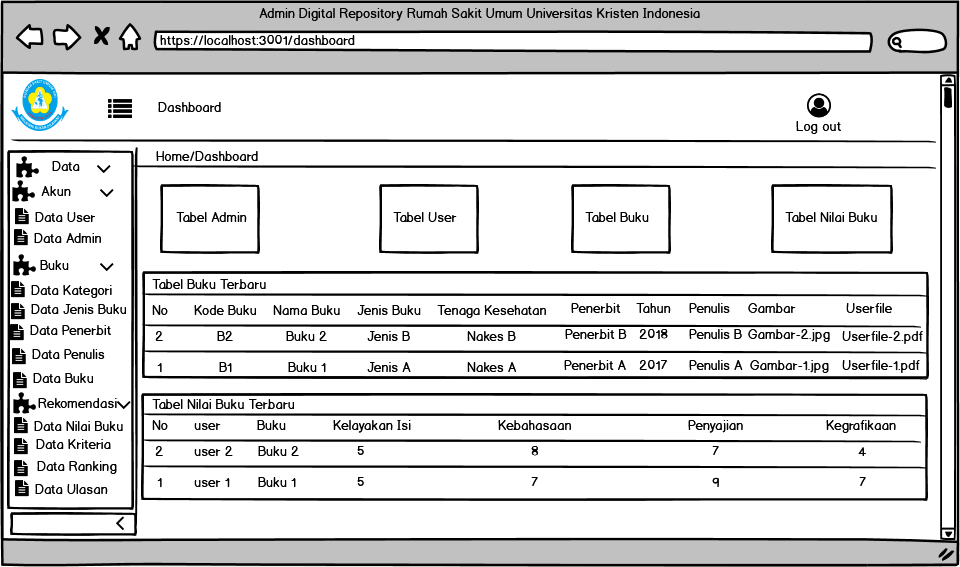 Admin Digital Repository Rumah Sakit Umum Universitas Kristen Indonesia
https://localhost:3001/dashboard
Dashboard
Log out
Home/Dashboard
Data
Akun
Data User
Data Admin
Buku
Data Kategori
Data Jenis Buku
Data Penerbit
Data Penulis
Data Buku
Rekomendasi
Data Nilai Buku
Data Kriteria
Data Ranking
Data Ulasan
Tabel Admin Tabel User Tabel Buku Tabel Nilai Buku
Tabel Buku Terbaru
No Kode Buku Nama Buku Jenis Buku Tenaga Kesehatan Penerbit Tahun Penulis Gambar Userfile
2 B2 Buku 2 Jenis B Nakes B Penerbit B 2018 Penulis B Gambar-2.jpg Userfile-2.pdf
1 B1 Buku 1 Jenis A Nakes A Penerbit A 2017 Penulis A Gambar-1.jpg Userfile-1.pdf
Tabel Nilai Buku Terbaru
No user Buku Kelayakan Isi Kebahasaan Penyajian Kegrafikaan
2 user 2 Buku 2 5 8 7 4
1 user 1 Buku 1 5 7 9 7